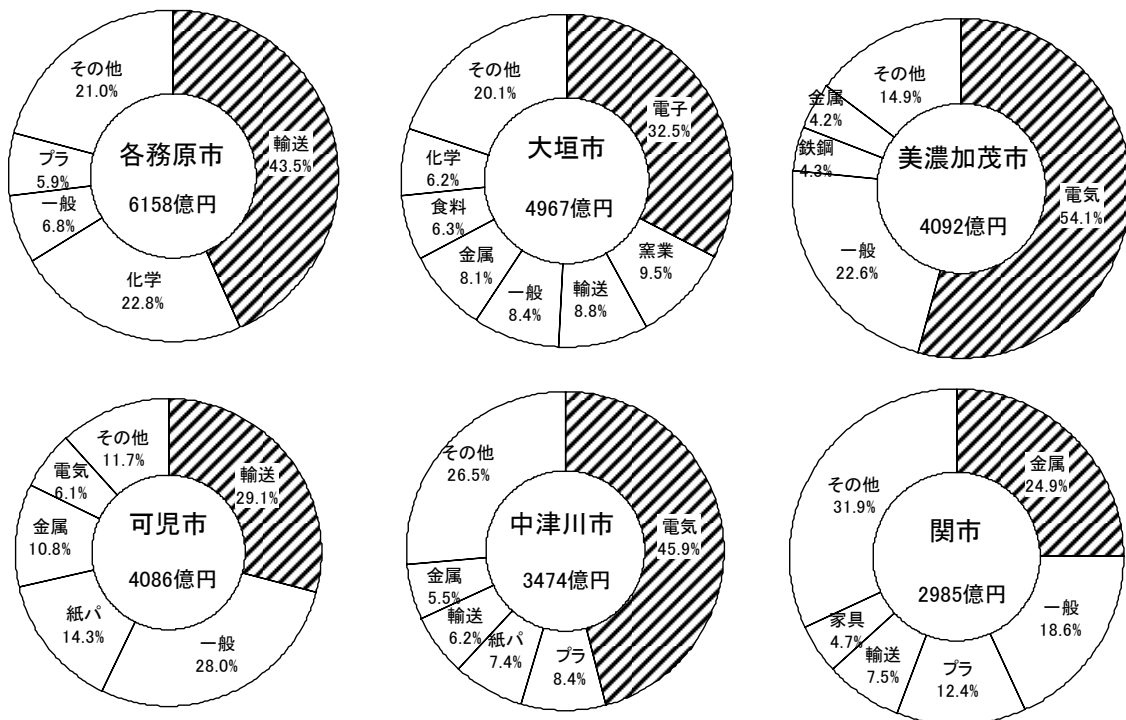 その他
21.0%
輸送
43.5%
プラ
5.9%
一般
6.8%
化学
22.8%
各務原市
6158億円
その他
20.1%
電子
32.5%
化学
6.2%
食料
6.3%
金属
8.1%
一般
8.4%
輸送
8.8%
窯業
9.5%
大垣市
4967億円
その他
14.9%
金属
4.2%
鉄鋼
4.3%
一般
22.6%
電気
54.1%
美濃加茂市
4092億円
その他
11.7%
輸送
29.1%
電気
6.1%
金属
10.8%
紙パ
14.3%
一般
28.0%
可児市
4086億円
その他
26.5%
電気
45.9%
金属
5.5%
輸送
6.2%
紙パ
7.4%
プラ
8.4%
中津川市
3474億円
その他
31.9%
金属
24.9%
家具
4.7%
輸送
7.5%
プラ
12.4%
一般
18.6%
関市
2985億円